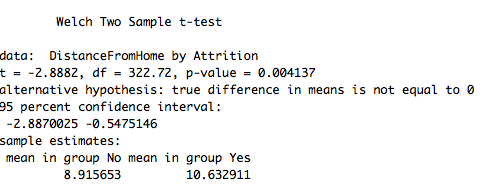 Welch Two Sample t-test
data:  DistanceFromHome by Attrition
t = -2.8882, df = 322.72, p-value = 0.004137
alternative hypothesis: true difference in means is not equal to 0
95 percent confidence interval:
 -2.8870025 -0.5475146
sample estimates:
 mean in group No mean in group Yes
         8.915653         10.632911